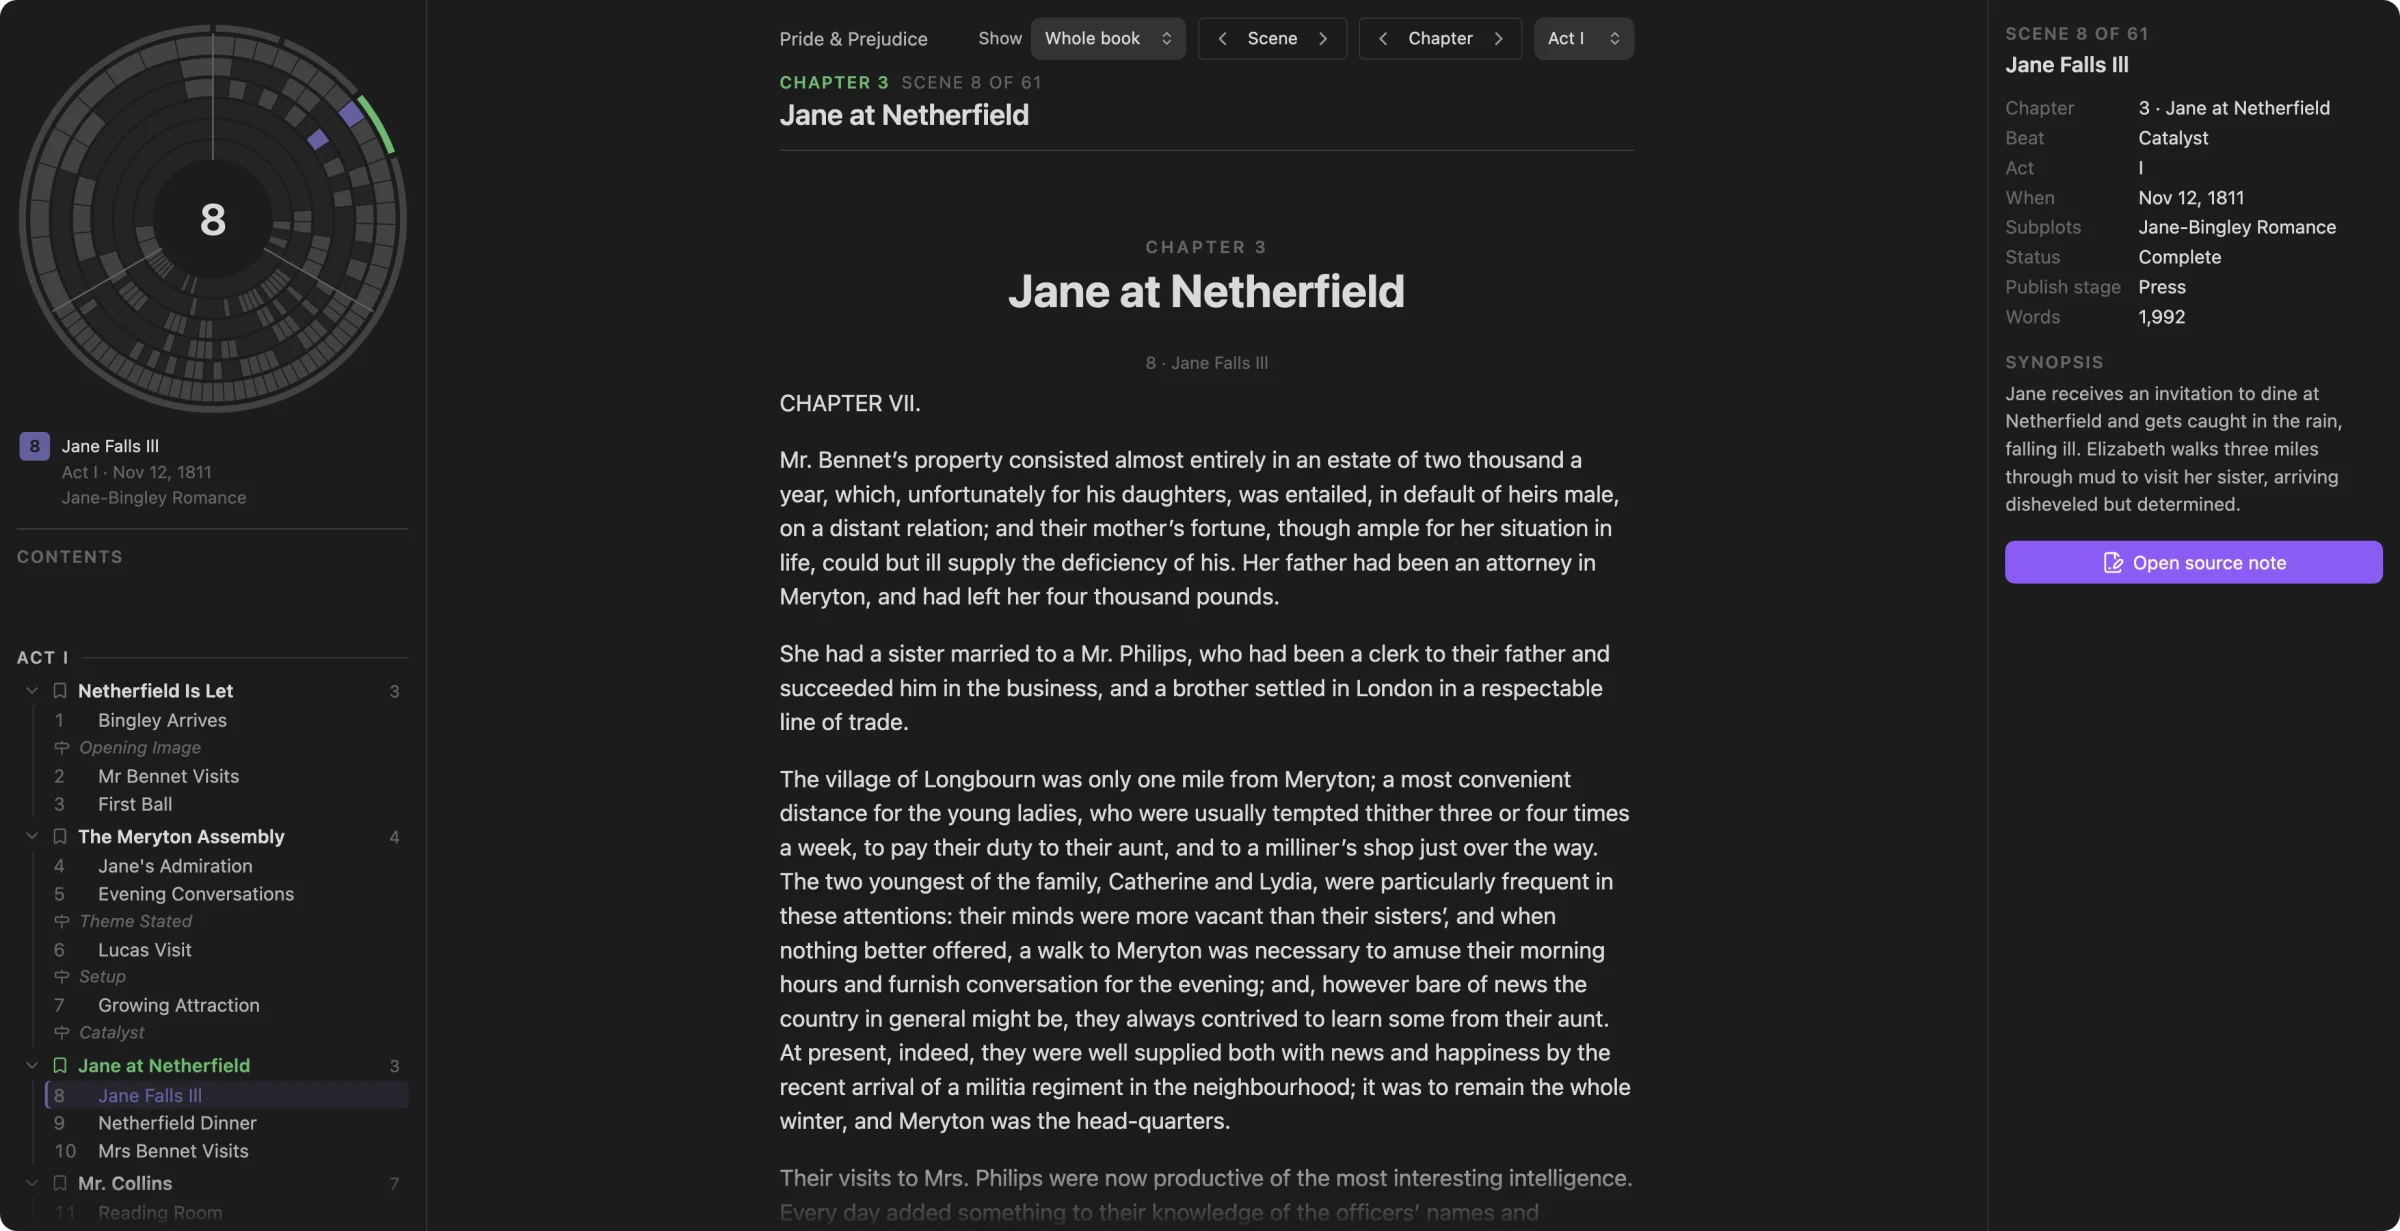 8
8 Jane Falls Ill
Act I · Nov 12, 1811
Jane-Bingley Romance
CONTENTS
ACT I
Netherfield Is Let 3
1 Bingley Arrives
Opening Image
2 Mr Bennet Visits
3 First Ball
The Meryton Assembly 4
4 Jane's Admiration
5 Evening Conversations
Theme Stated
6 Lucas Visit
Setup
7 Growing Attraction
Catalyst
Jane at Netherfield 3
8 Jane Falls Ill
9 Netherfield Dinner
10 Mrs Bennet Visits
Mr. Collins 7
11 Reading Room
Pride & Prejudice Show Whole book Scene Chapter Act I
CHAPTER 3 SCENE 8 OF 61
Jane at Netherfield
CHAPTER 3
Jane at Netherfield
8 · Jane Falls Ill
CHAPTER VII.
Mr. Bennet’s property consisted almost entirely in an estate of two thousand a
year, which, unfortunately for his daughters, was entailed, in default of heirs male,
on a distant relation; and their mother’s fortune, though ample for her situation in
life, could but ill supply the deficiency of his. Her father had been an attorney in
Meryton, and had left her four thousand pounds.
She had a sister married to a Mr. Philips, who had been a clerk to their father and
succeeded him in the business, and a brother settled in London in a respectable
line of trade.
The village of Longbourn was only one mile from Meryton; a most convenient
distance for the young ladies, who were usually tempted thither three or four times
a week, to pay their duty to their aunt, and to a milliner’s shop just over the way.
The two youngest of the family, Catherine and Lydia, were particularly frequent in
these attentions: their minds were more vacant than their sisters’, and when
nothing better offered, a walk to Meryton was necessary to amuse their morning
hours and furnish conversation for the evening; and, however bare of news the
country in general might be, they always contrived to learn some from their aunt.
At present, indeed, they were well supplied both with news and happiness by the
recent arrival of a militia regiment in the neighbourhood; it was to remain the whole
winter, and Meryton was the head-quarters.
Their visits to Mrs. Philips were now productive of the most interesting intelligence.
Every day added something to their knowledge of the officers’ names and
SCENE 8 OF 61
Jane Falls Ill
Chapter 3 · Jane at Netherfield
Beat Catalyst
Act I
When Nov 12, 1811
Subplots Jane-Bingley Romance
Status Complete
Publish stage Press
Words 1,992
SYNOPSIS
Jane receives an invitation to dine at
Netherfield and gets caught in the rain,
falling ill. Elizabeth walks three miles
through mud to visit her sister, arriving
disheveled but determined.
Open source note